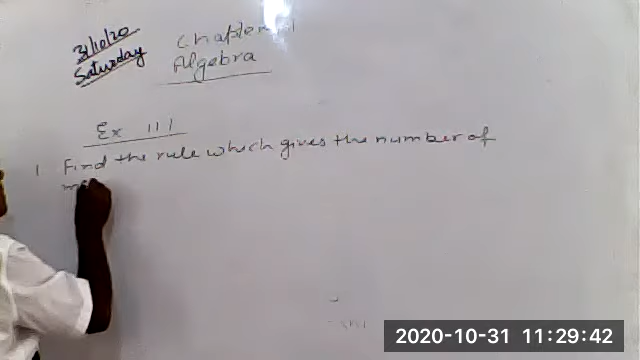 31/10/20
Saturday
Chapter
Algebra
Ex 11.1
1 Find the rule which gives the number of
2020-10-31 11:29:42